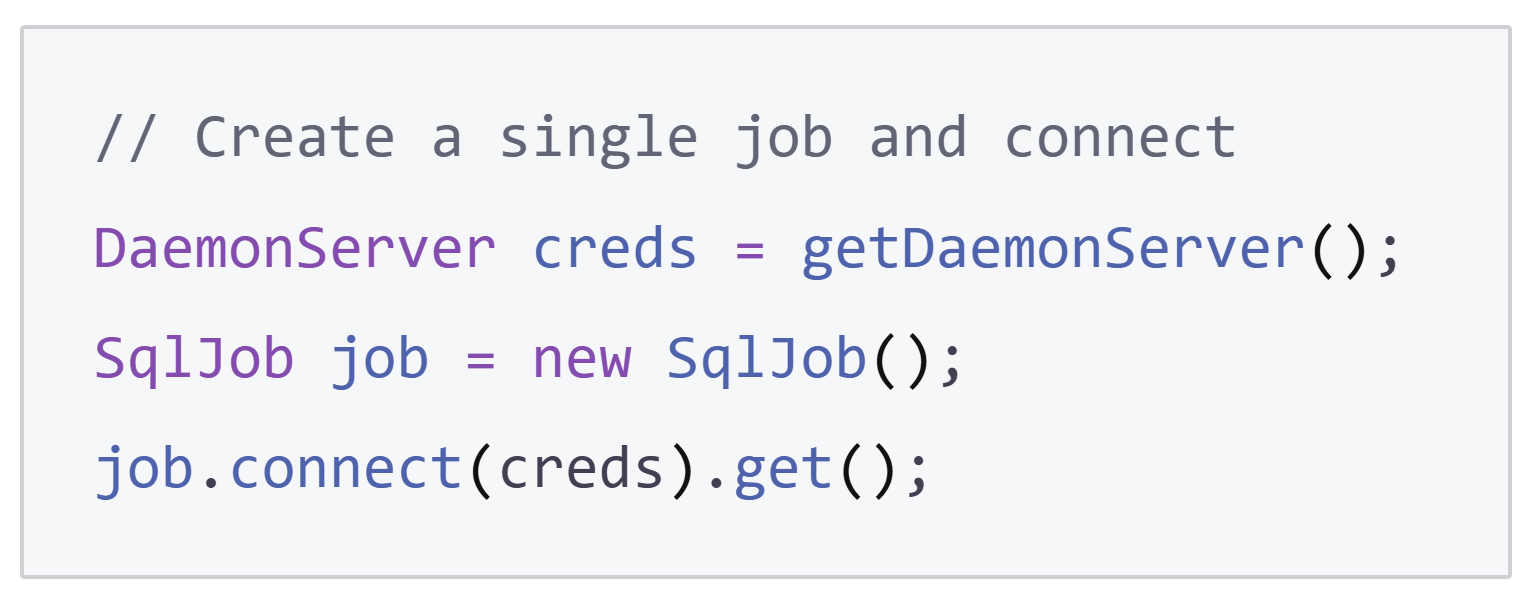 // Create a single job and connect
DaemonServer creds = getDaemonServer();
SqlJob job = new SqlJob();
job.connect(creds).get();